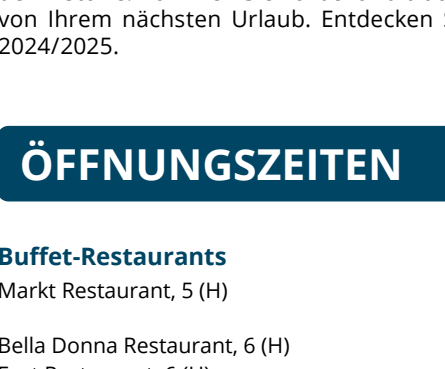 von Ihrem nächsten Urlaub. Entdecken
2024/2025.
ÖFFNUNGSZEITEN
Buffet-Restaurants
Markt Restaurant, 5 (H)
Bella Donna Restaurant, 6 (H)